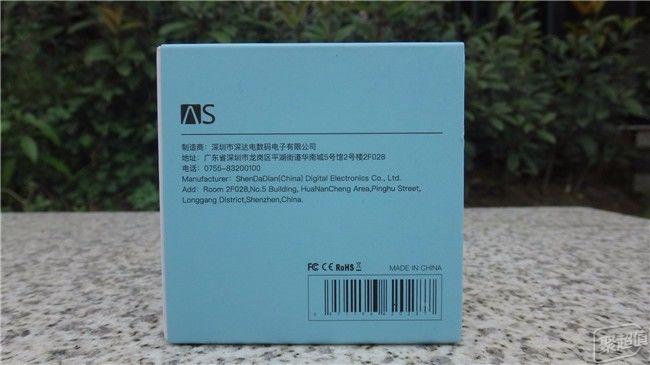 AS
制造商：深圳市深达电数码电子有限公司
地址：广东省深圳市龙岗区平湖街道华南城5号馆2号楼2F028
电话：0755-83200100
Manufacturer：ShenDaDian(China) Digital Electronics Co., Ltd.
Add：Room 2F028,No.5 Building, HuaNanCheng Area,Pinghu Street,
Longgang District,Shenzhen,China.
FC CE RoHS MADE IN CHINA
聚超值